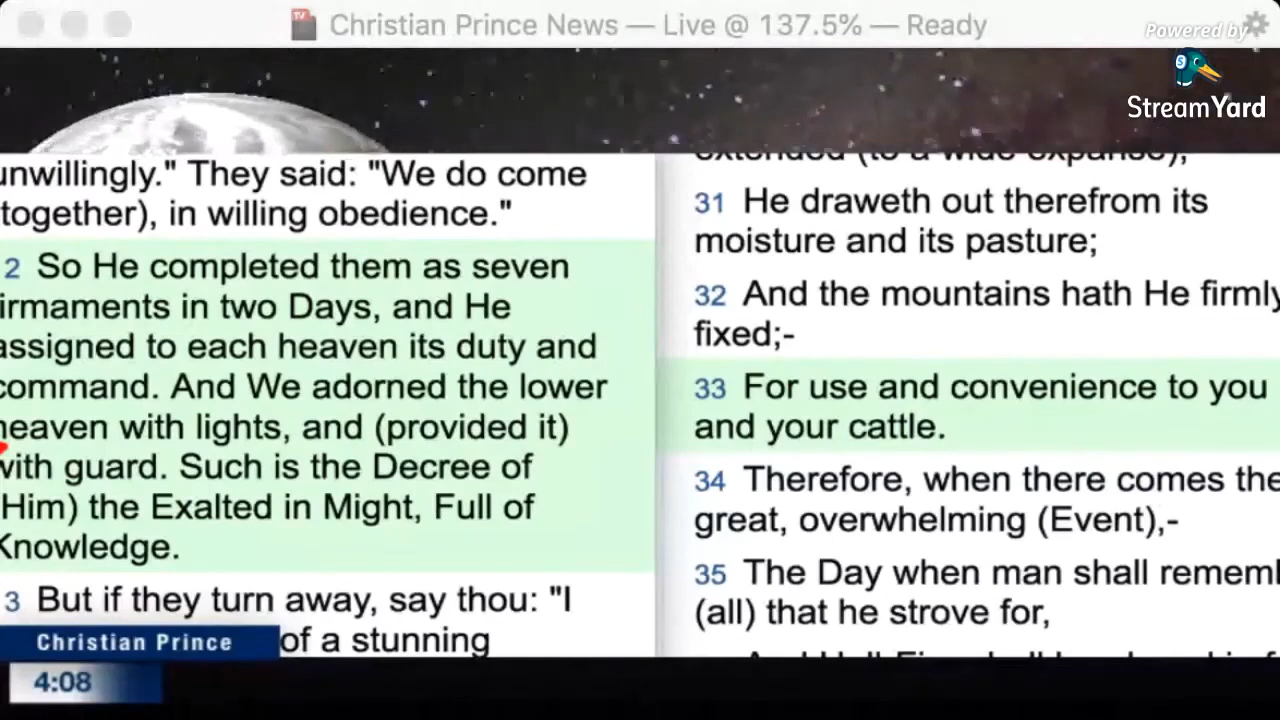 Christian Prince News — Live @ 137.5% — Ready
Powered by
StreamYard
unwillingly." They said: "We do come
together), in willing obedience."
2 So He completed them as seven
irmaments in two Days, and He
assigned to each heaven its duty and
command. And We adorned the lower
heaven with lights, and (provided it)
with guard. Such is the Decree of
Him) the Exalted in Might, Full of
Knowledge.
3 But if they turn away, say thou: "I
of a stunning
extended (to a wide expanse);
31 He draweth out therefrom its
moisture and its pasture;
32 And the mountains hath He firmly
fixed;-
33 For use and convenience to you
and your cattle.
34 Therefore, when there comes the
great, overwhelming (Event),-
35 The Day when man shall rememb
(all) that he strove for,
Christian Prince
4:08